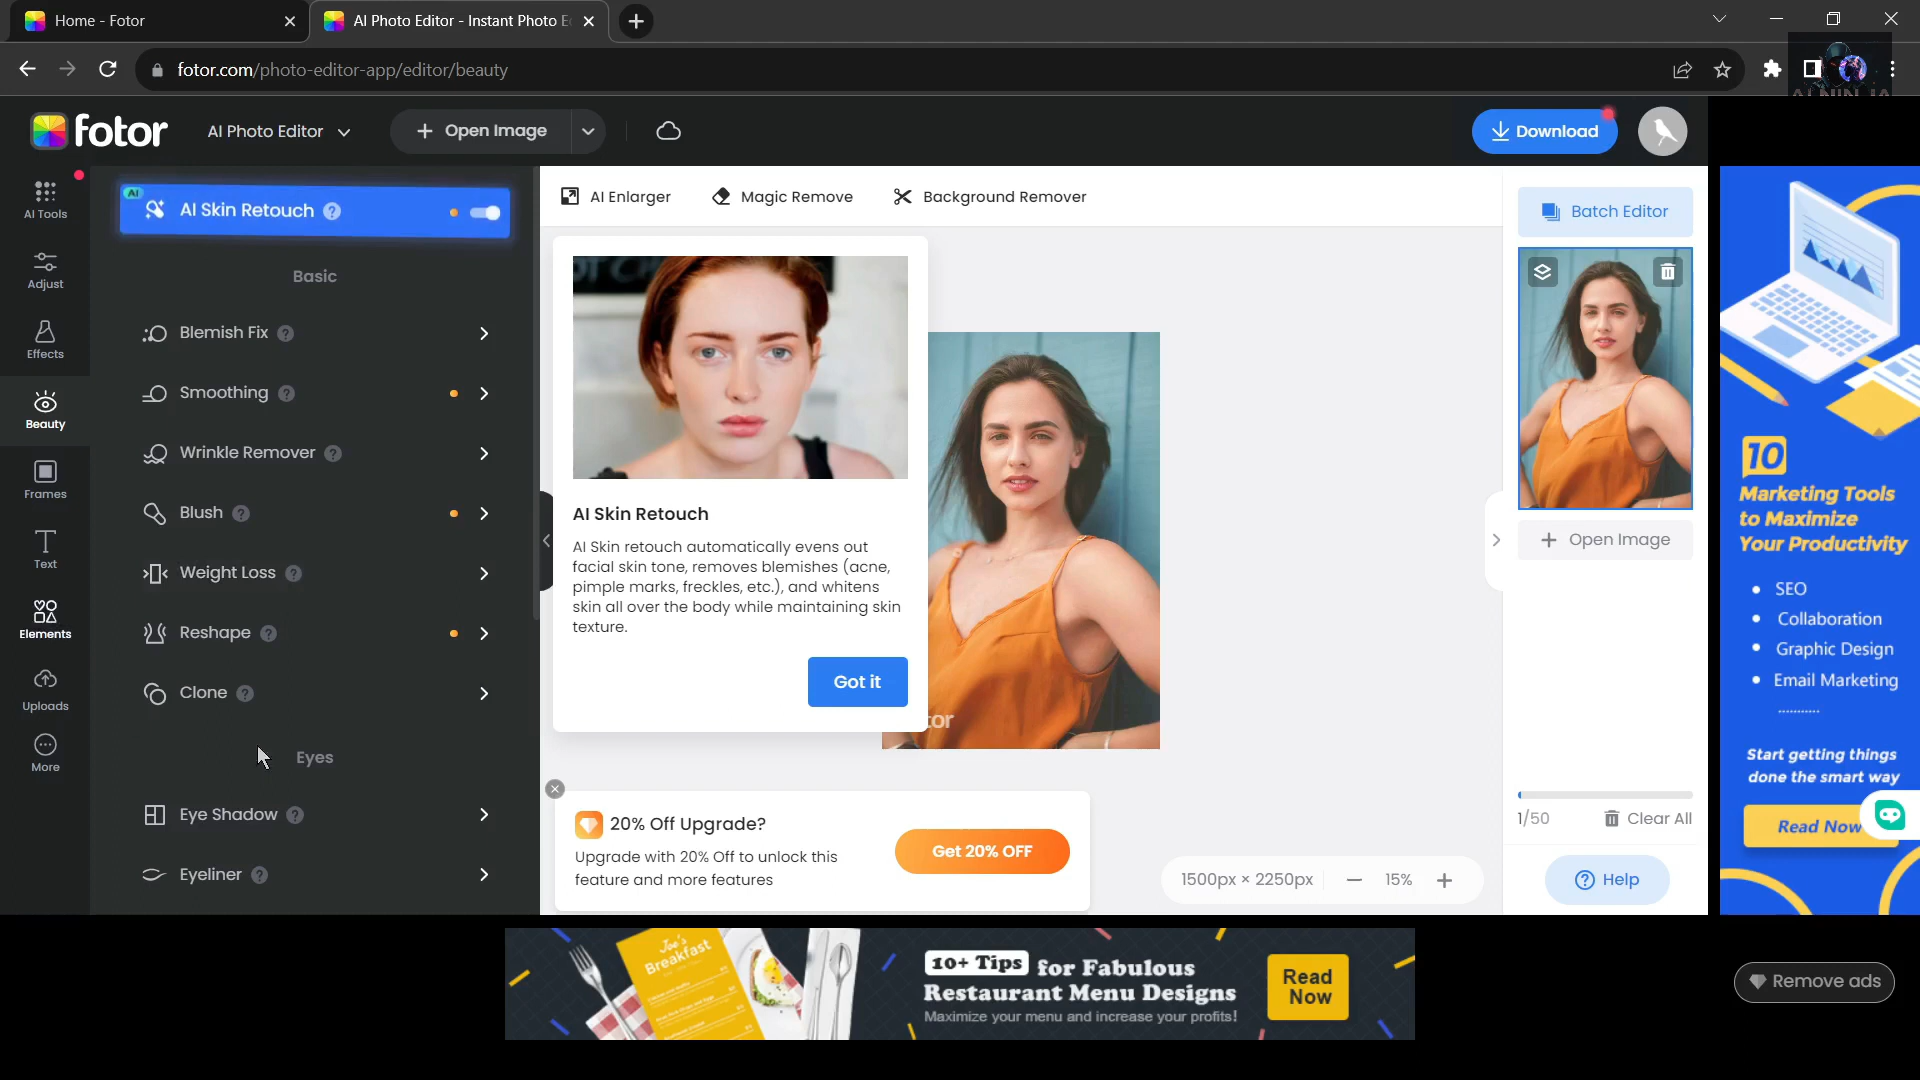 Home - Fotor
AI Photo Editor - Instant Photo E
fotor.com/photo-editor-app/editor/beauty
fotor
AI Photo Editor
Open Image
Download
AI Tools
Adjust
Effects
Beauty
Frames
Text
Elements
Uploads
More
AI
AI Skin Retouch ?
Basic
Blemish Fix ?
Smoothing ?
Wrinkle Remover ?
Blush ?
Weight Loss ?
Reshape ?
Clone ?
Eyes
Eye Shadow ?
Eyeliner ?
AI Enlarger
Magic Remove
Background Remover
AI Skin Retouch
AI Skin retouch automatically evens out
facial skin tone, removes blemishes (acne,
pimple marks, freckles, etc.), and whitens
skin all over the body while maintaining skin
texture.
Got it
tor
20% Off Upgrade?
Upgrade with 20% Off to unlock this
feature and more features
Get 20% OFF
1500px × 2250px
15%
Batch Editor
Open Image
1/50
Clear All
Help
10
Marketing Tools
to Maximize
Your Productivity
SEO
Collaboration
Graphic Design
Email Marketing
...........
Start getting things
done the smart way
Read Now
Joe's
Breakfast
10+ Tips for Fabulous
Restaurant Menu Designs
Maximize your menu and increase your profits!
Read
Now
Remove ads